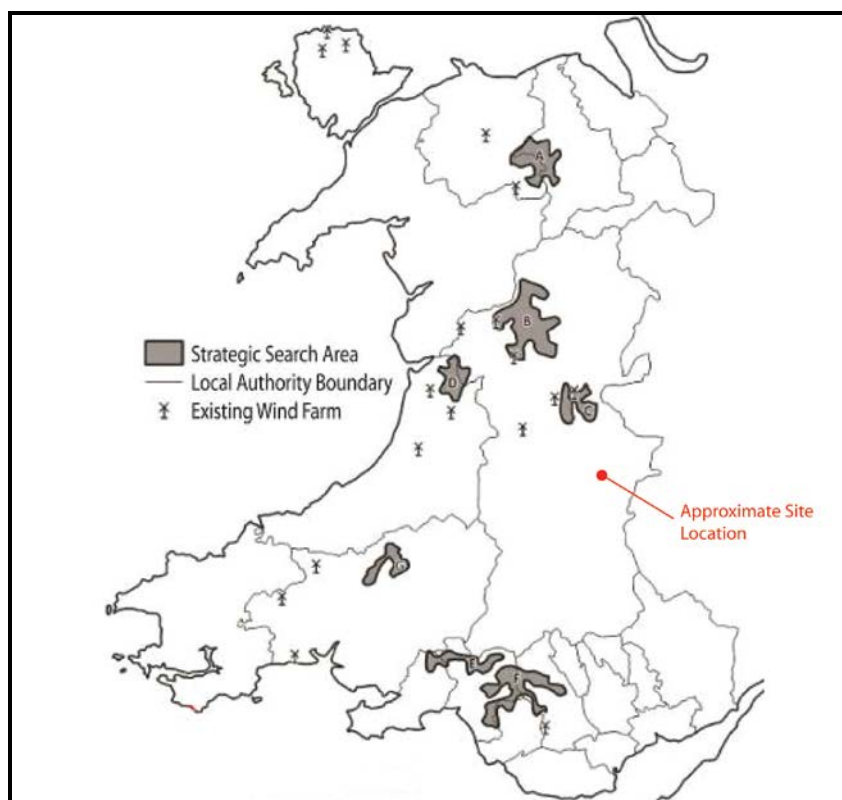 A
B
Strategic Search Area
Local Authority Boundary
Existing Wind Farm
D
C
Approximate Site
Location
G
E
F